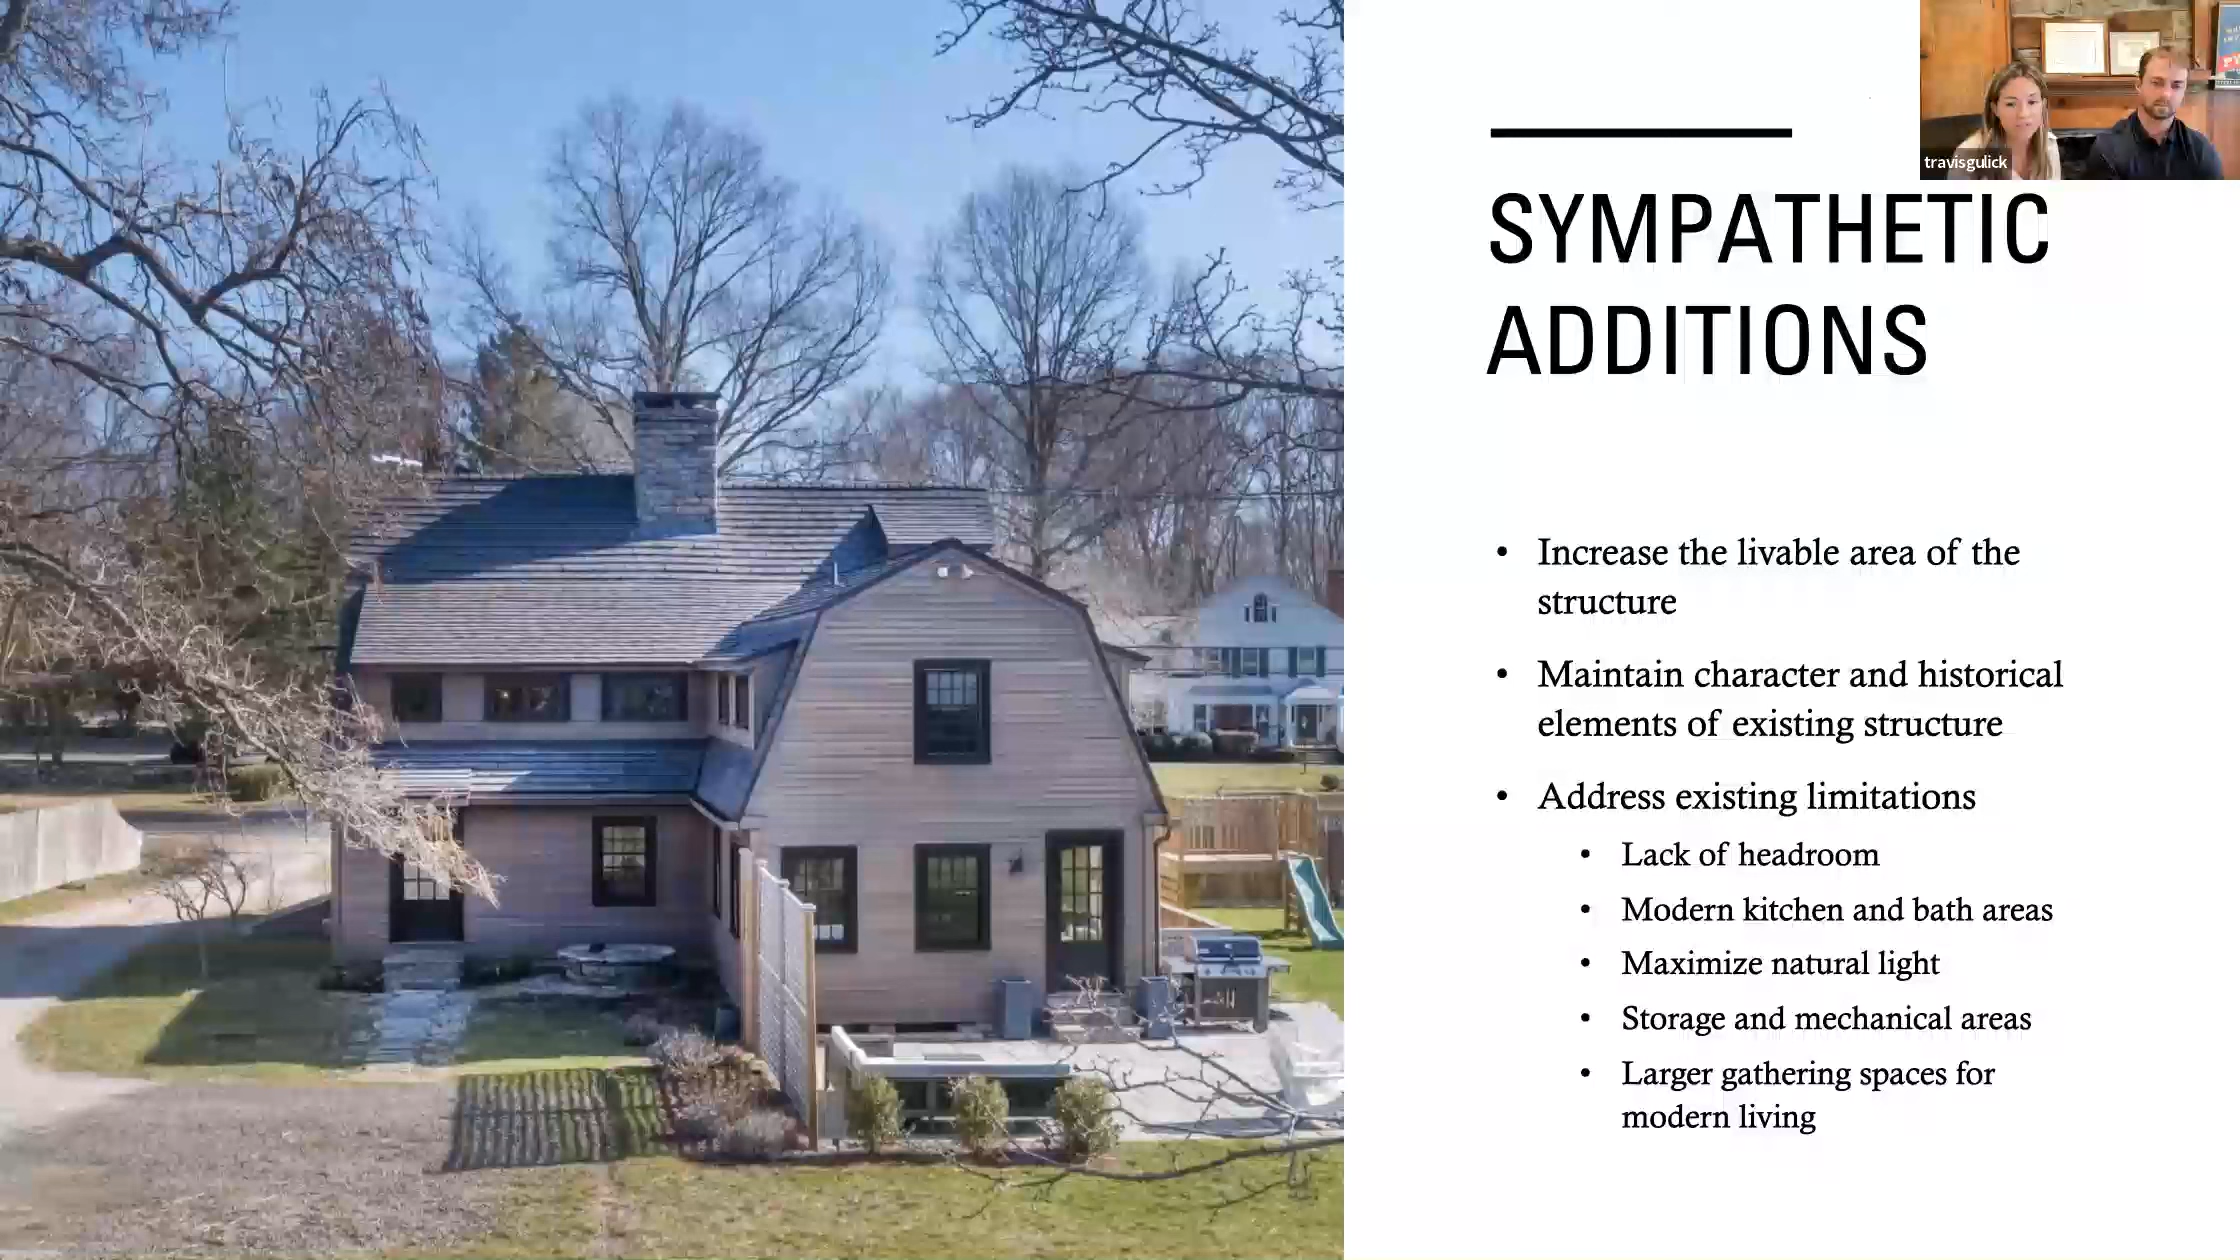 travisgulick
SYMPATHETIC
ADDITIONS
• Increase the livable area of the
structure
• Maintain character and historical
elements of existing structure
• Address existing limitations
• Lack of headroom
• Modern kitchen and bath areas
• Maximize natural light
• Storage and mechanical areas
• Larger gathering spaces for
modern living